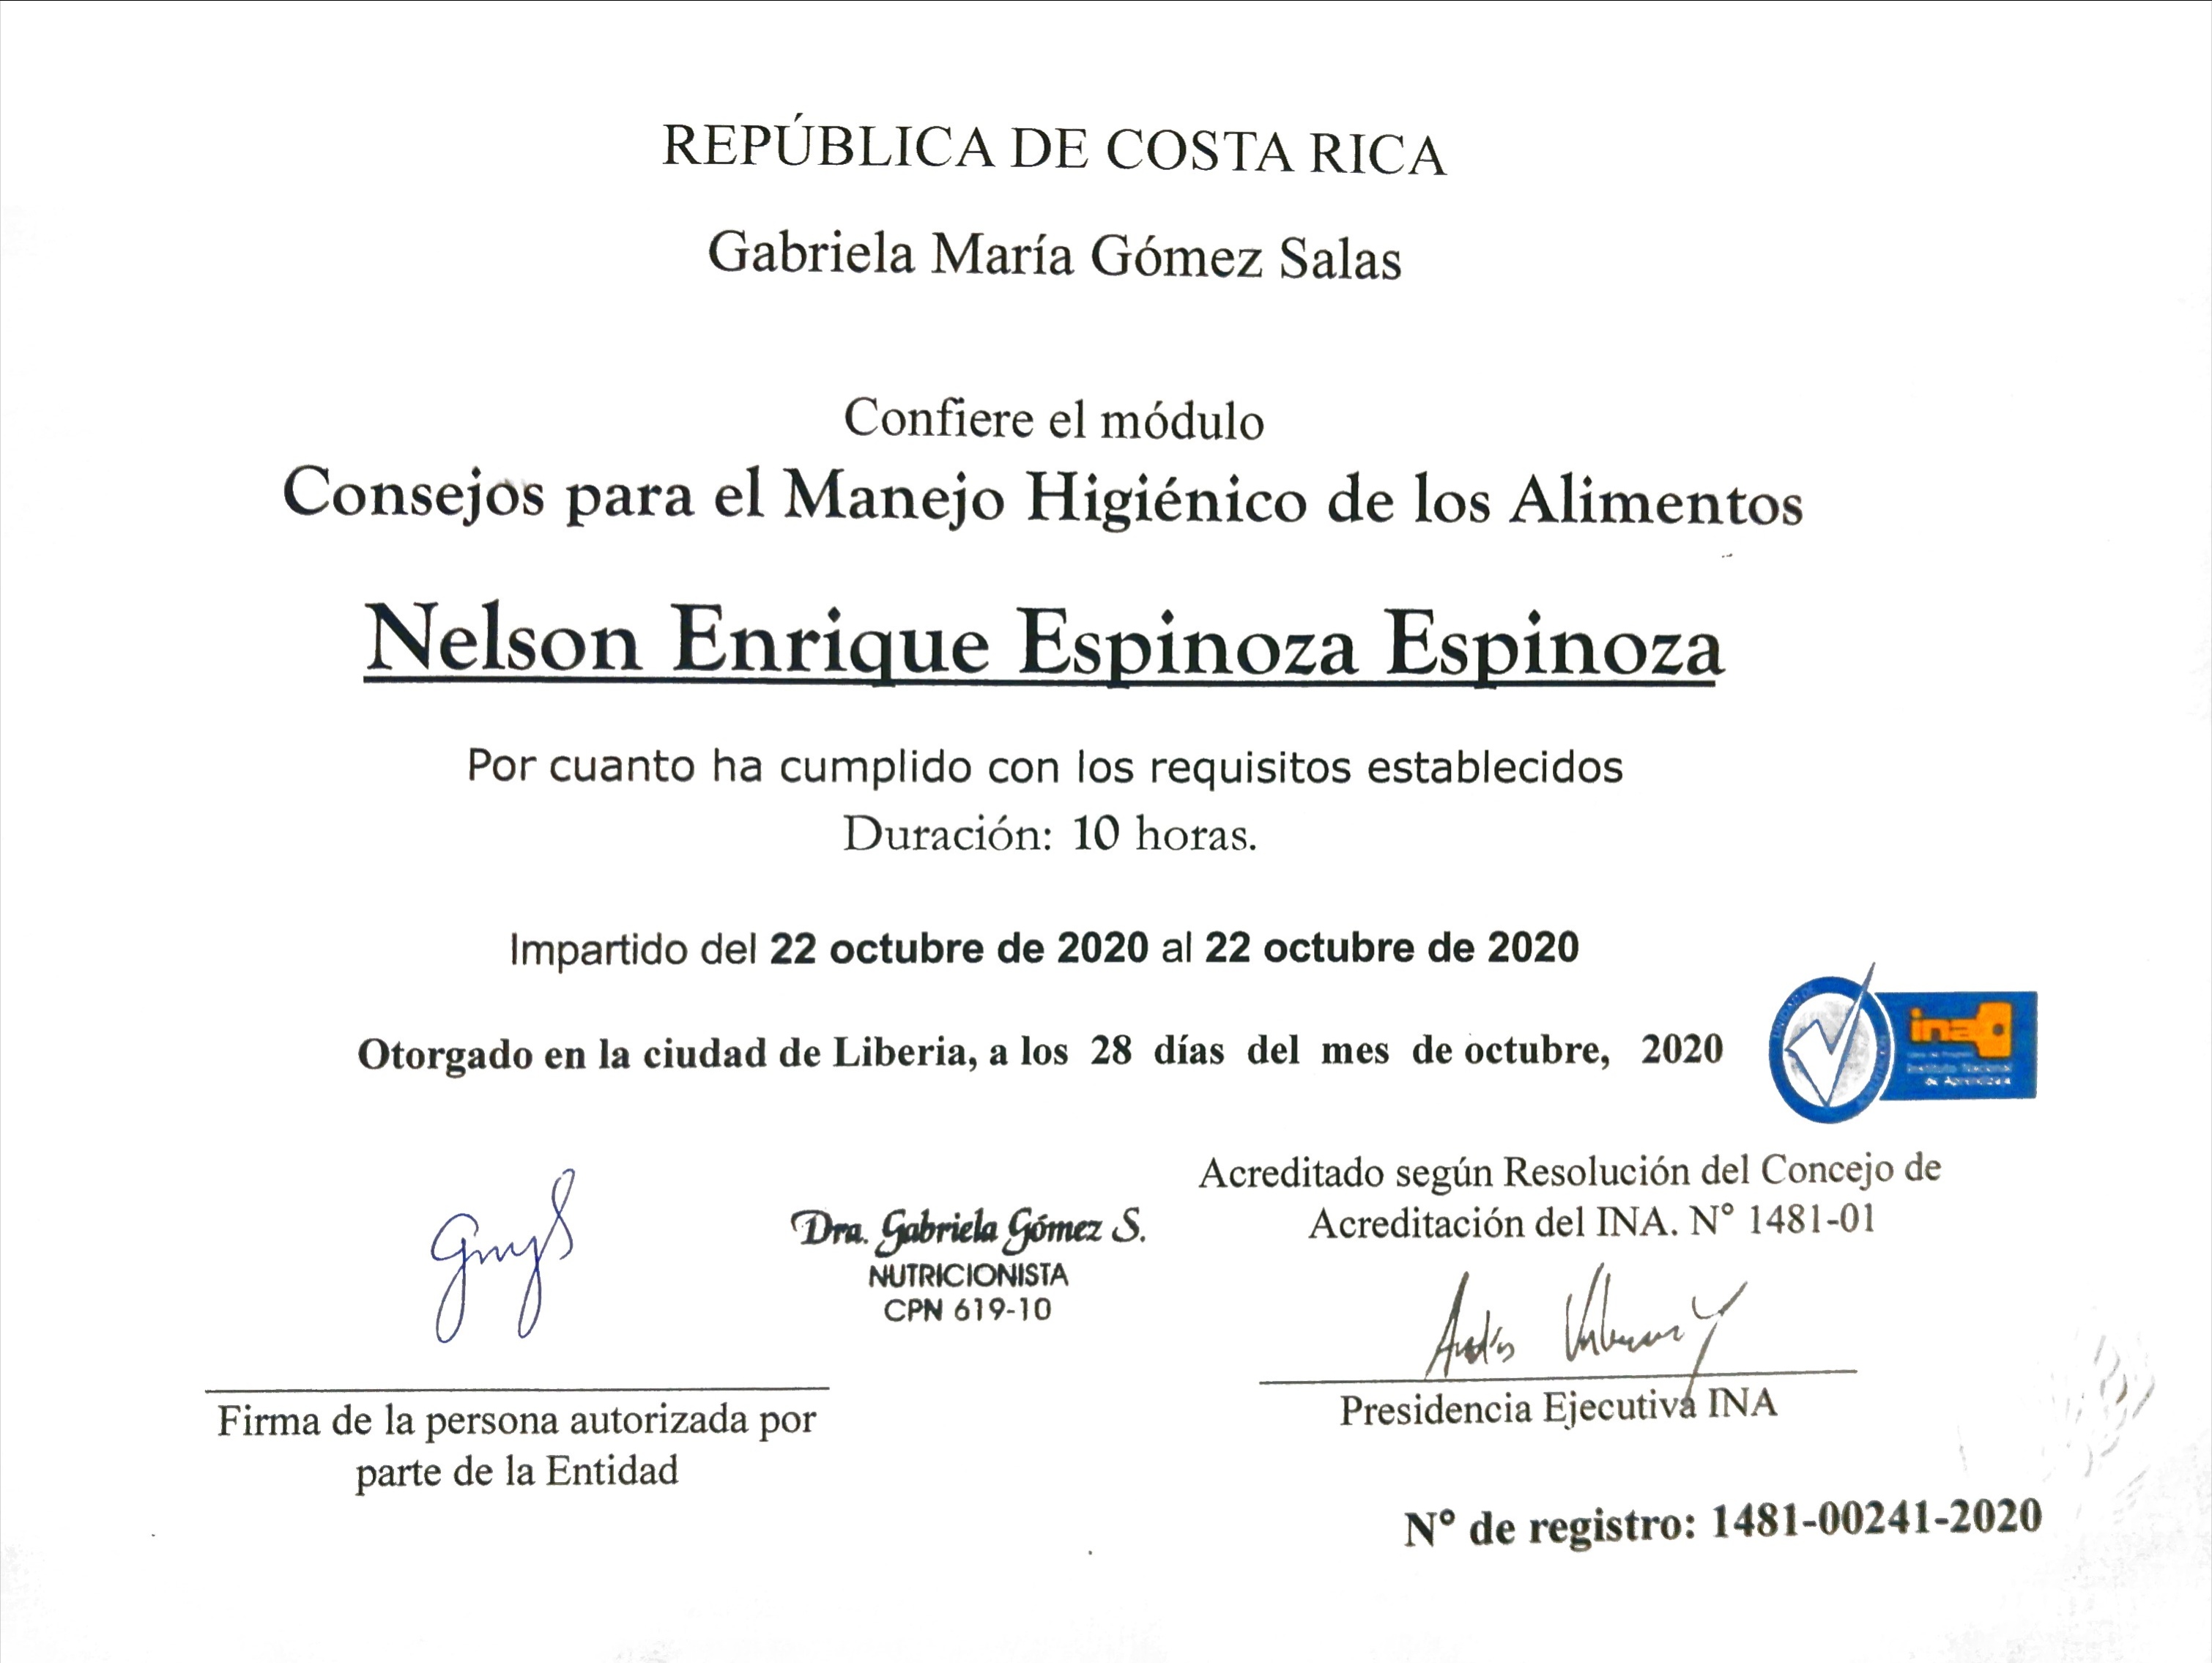 REPÚBLICA DE COSTA RICA
Gabriela María Gómez Salas
Confiere el módulo
Consejos para el Manejo Higiénico de los Alimentos
Nelson Enrique Espinoza Espinoza
Por cuanto ha cumplido con los requisitos establecidos
Duración: 10 horas.
Impartido del 22 octubre de 2020 al 22 octubre de 2020
Otorgado en la ciudad de Liberia, a los 28 días del mes de octubre, 2020
ina
Instituto Nacional
de Aprendizaje
Acreditado según Resolución del Concejo de
Acreditación del INA. N° 1481-01
Dra. Gabriela Gómez S.
NUTRICIONISTA
CPN 619-10
Firma de la persona autorizada por
parte de la Entidad
Presidencia Ejecutiva INA
N° de registro: 1481-00241-2020